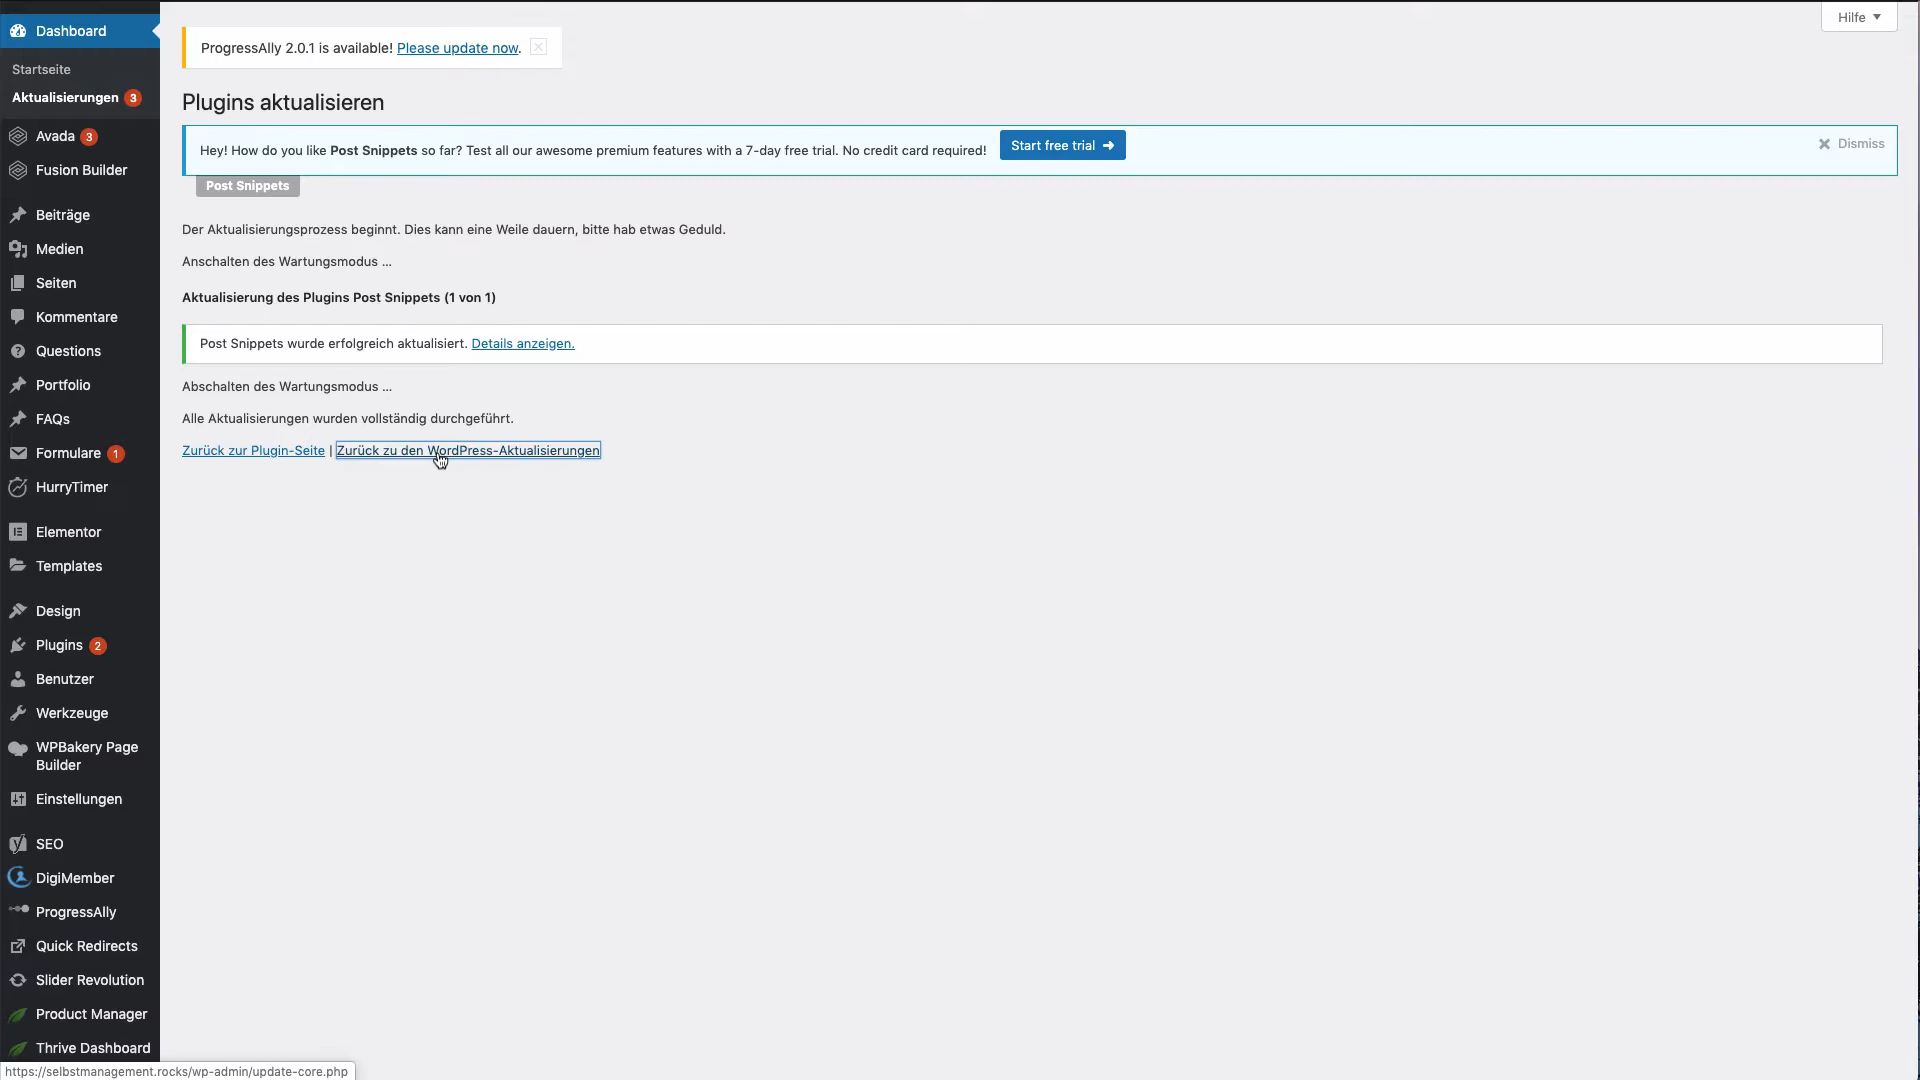 Dashboard
Startseite
Aktualisierungen 3
Avada 3
Fusion Builder
Beiträge
Medien
Seiten
Kommentare
Questions
Portfolio
FAQs
Formulare 1
HurryTimer
Elementor
Templates
Design
Plugins 2
Benutzer
Werkzeuge
WPBakery Page
Builder
Einstellungen
SEO
DigiMember
ProgressAlly
Quick Redirects
Slider Revolution
Product Manager
Thrive Dashboard
Hilfe
ProgressAlly 2.0.1 is available! Please update now.
Plugins aktualisieren
Hey! How do you like Post Snippets so far? Test all our awesome premium features with a 7-day free trial. No credit card required! Start free trial ➜
Dismiss
Post Snippets
Der Aktualisierungsprozess beginnt. Dies kann eine Weile dauern, bitte hab etwas Geduld.
Anschalten des Wartungsmodus ...
Aktualisierung des Plugins Post Snippets (1 von 1)
Post Snippets wurde erfolgreich aktualisiert. Details anzeigen.
Abschalten des Wartungsmodus ...
Alle Aktualisierungen wurden vollständig durchgeführt.
Zurück zur Plugin-Seite | Zurück zu den WordPress-Aktualisierungen
https://selbstmanagement.rocks/wp-admin/update-core.php